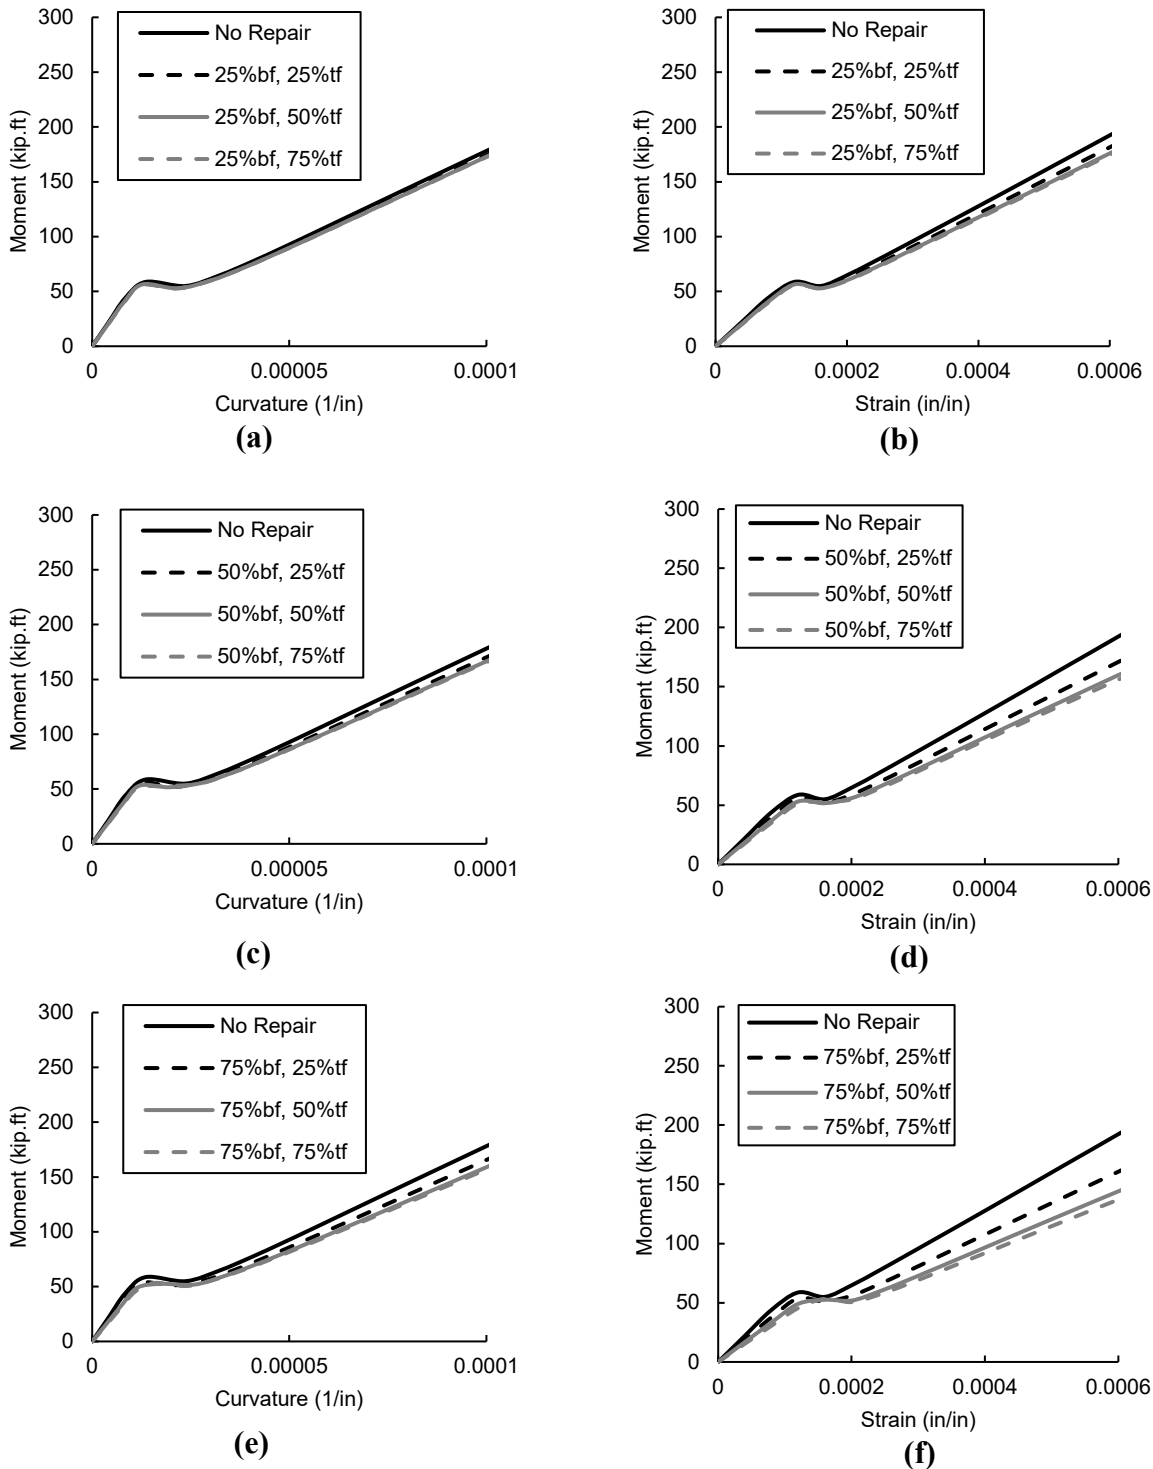 300
250
200
150
100
50
0
Moment (kip.ft)
No Repair
25%bf, 25%tf
25%bf, 50%tf
25%bf, 75%tf
0 0.00005 0.0001
Curvature (1/in)
(a)
300
250
200
150
100
50
0
Moment (kip.ft)
No Repair
25%bf, 25%tf
25%bf, 50%tf
25%bf, 75%tf
0 0.0002 0.0004 0.0006
Strain (in/in)
(b)
300
250
200
150
100
50
0
Moment (kip.ft)
No Repair
50%bf, 25%tf
50%bf, 50%tf
50%bf, 75%tf
0 0.00005 0.0001
Curvature (1/in)
(c)
300
250
200
150
100
50
0
Moment (kip.ft)
No Repair
50%bf, 25%tf
50%bf, 50%tf
50%bf, 75%tf
0 0.0002 0.0004 0.0006
Strain (in/in)
(d)
300
250
200
150
100
50
0
Moment (kip.ft)
No Repair
75%bf, 25%tf
75%bf, 50%tf
75%bf, 75%tf
0 0.00005 0.0001
Curvature (1/in)
(e)
300
250
200
150
100
50
0
Moment (kip.ft)
No Repair
75%bf, 25%tf
75%bf, 50%tf
75%bf, 75%tf
0 0.0002 0.0004 0.0006
Strain (in/in)
(f)